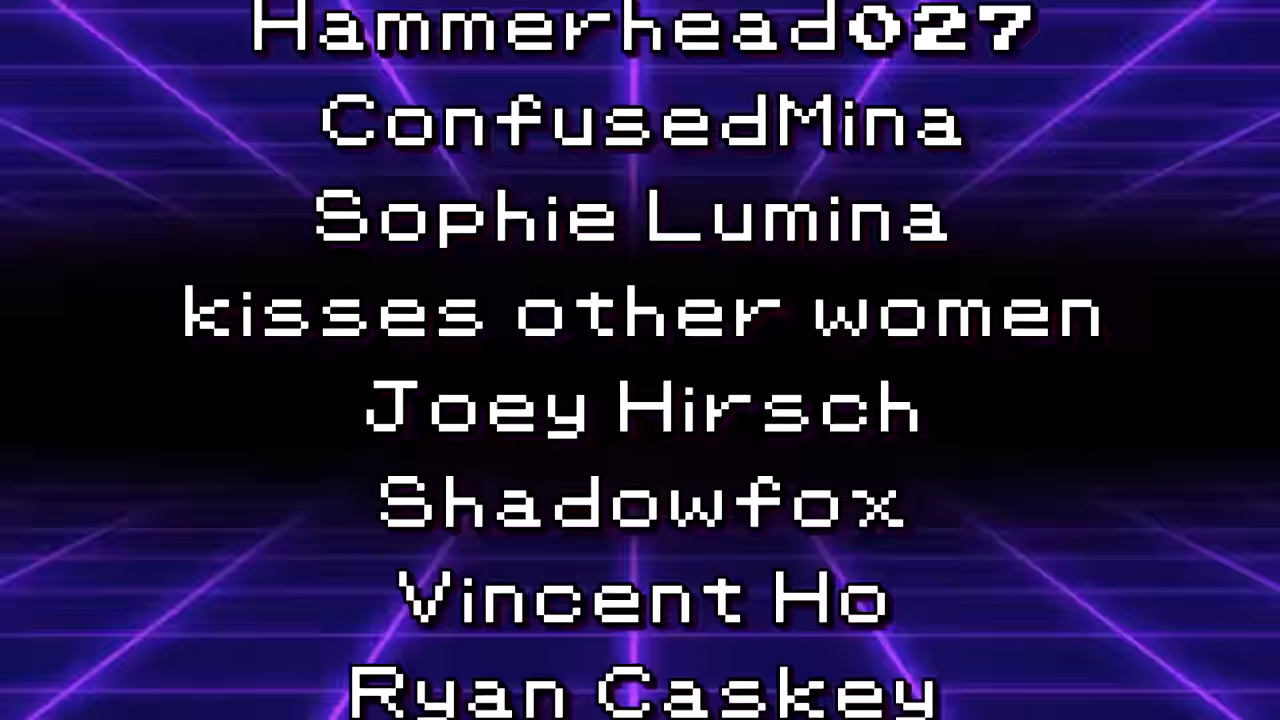 Hammerhead027
ConfusedMina
Sophie Lumina
kisses other women
Joey Hirsch
Shadowfox
Vincent Ho
Ryan Caskey